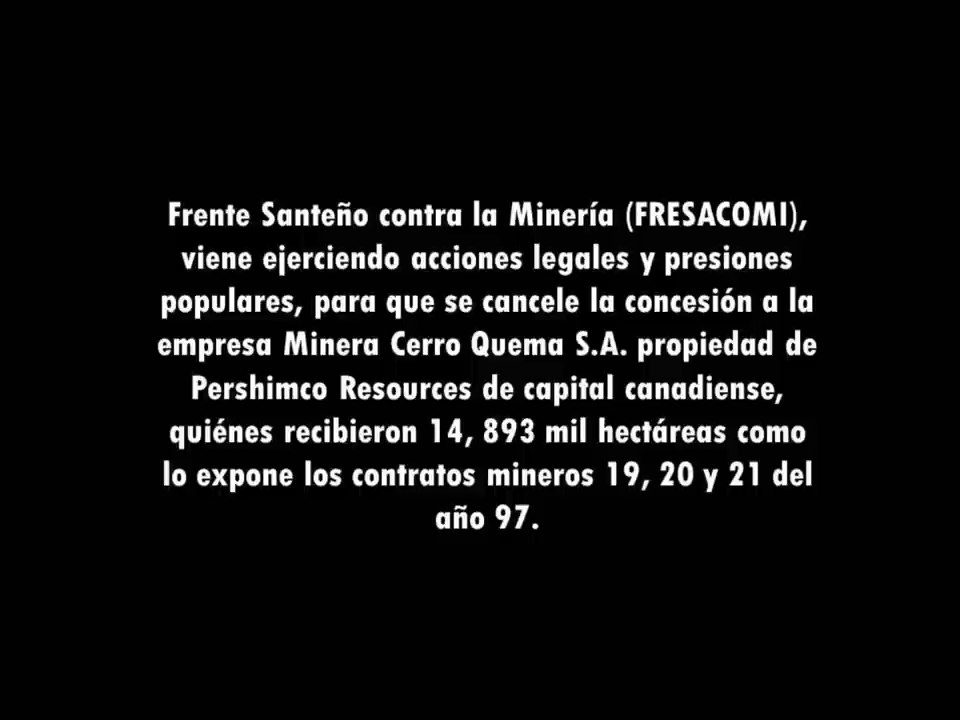 Frente Santeño contra la Minería (FRESACOMI),
viene ejerciendo acciones legales y presiones
populares, para que se cancele la concesión a la
empresa Minera Cerro Quema S.A. propiedad de
Pershimco Resources de capital canadiense,
quiénes recibieron 14, 893 mil hectáreas como
lo expone los contratos mineros 19, 20 y 21 del
año 97.